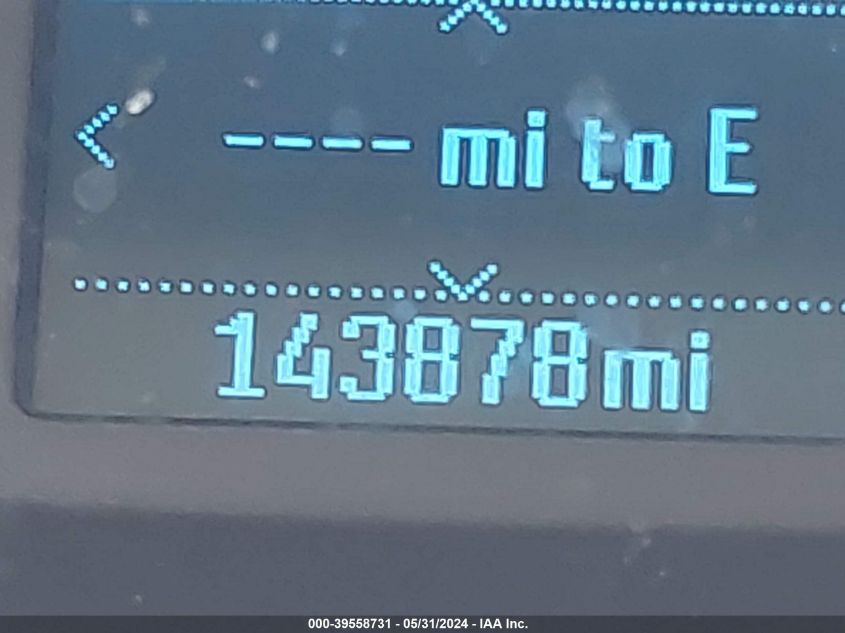 ---- mi to E
143878mi
000-39558731 - 05/31/2024 - IAA Inc.